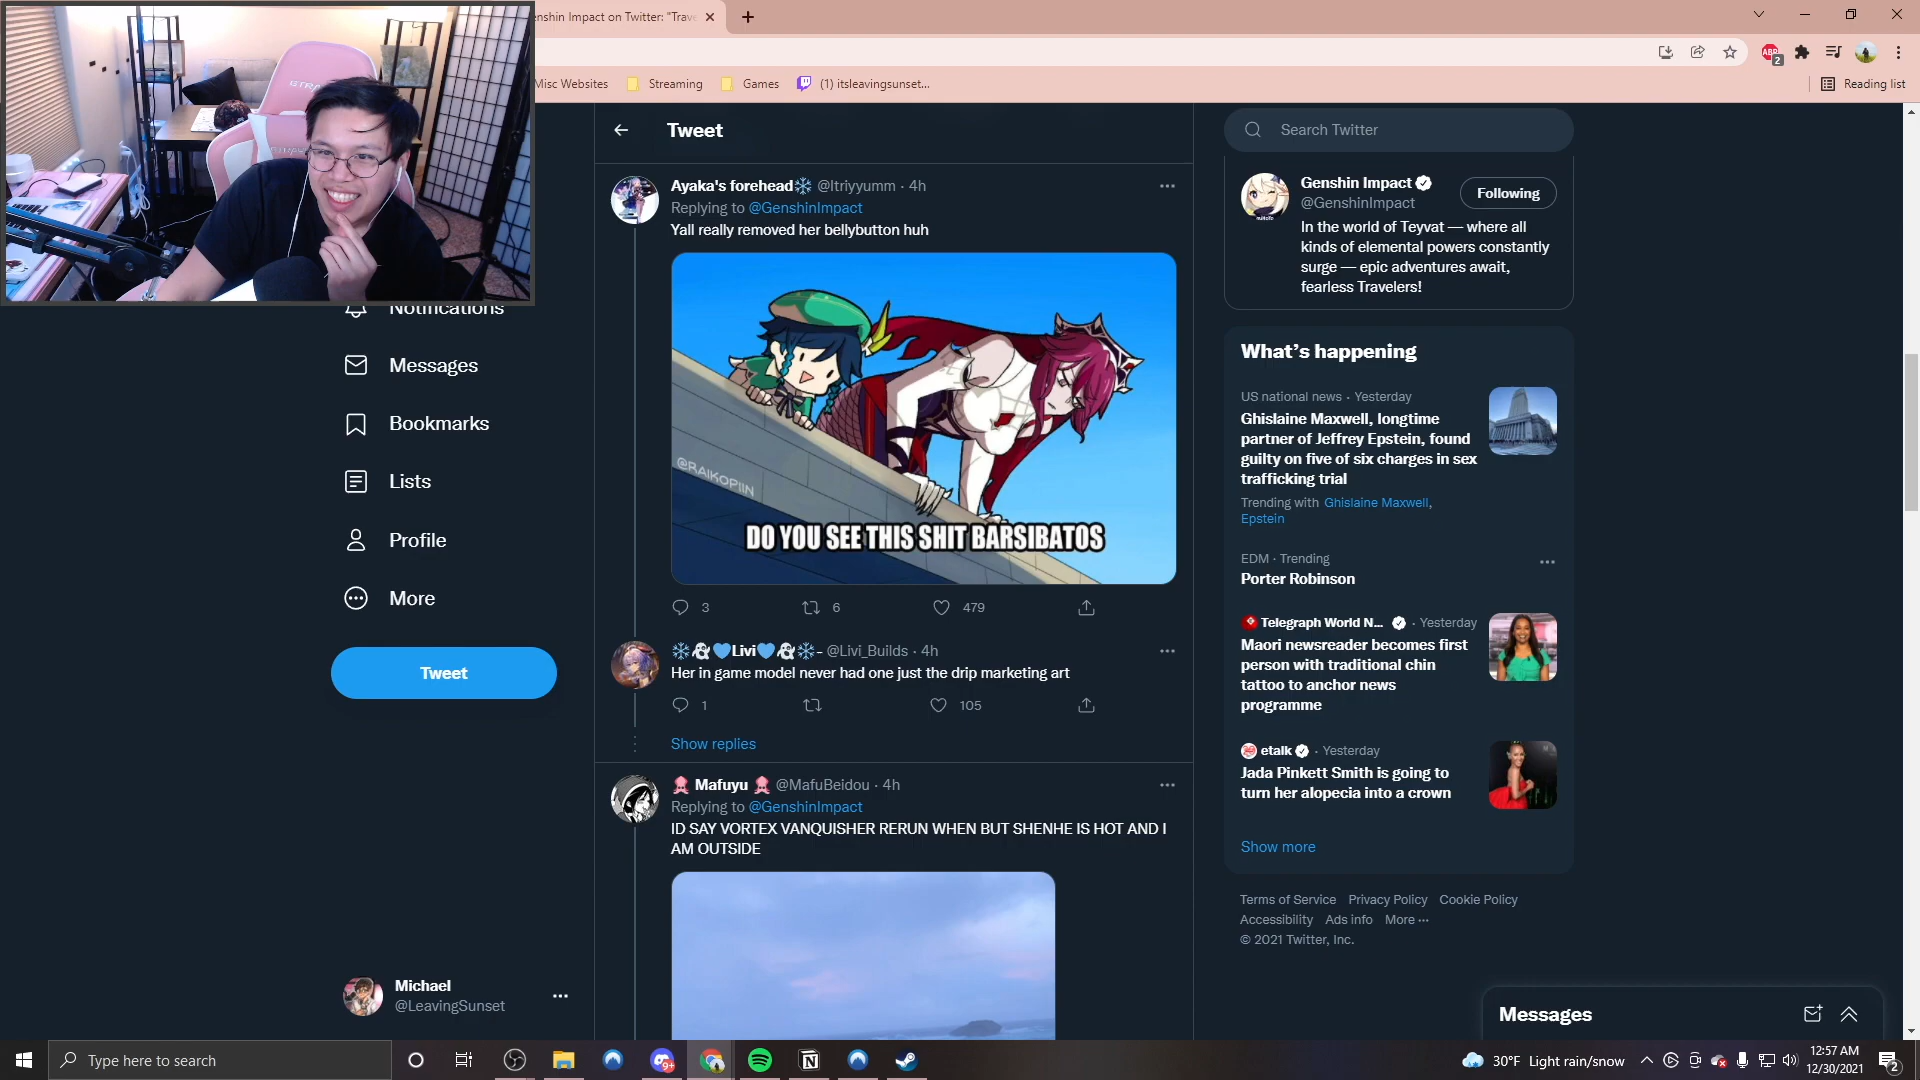 enshin Impact on Twitter: "Trave
Misc Websites
Streaming
Games
(1) itsleavingsunset...
Reading list
Tweet
Search Twitter
Ayaka's forehead❄️ @Itriyyumm · 4h
Replying to @GenshinImpact
Yall really removed her bellybutton huh
@RAIKOPIIN
DO YOU SEE THIS SHIT BARSIBATOS
3
6
479
❄️👻💙Livi💙👻❄️- @Livi_Builds · 4h
Her in game model never had one just the drip marketing art
1
105
Show replies
Mafuyu @MafuBeidou · 4h
Replying to @GenshinImpact
ID SAY VORTEX VANQUISHER RERUN WHEN BUT SHENHE IS HOT AND I
AM OUTSIDE
Notifications
Messages
Bookmarks
Lists
Profile
More
Tweet
Michael
@LeavingSunset
Genshin Impact
@GenshinImpact
Following
In the world of Teyvat — where all
kinds of elemental powers constantly
surge — epic adventures await,
fearless Travelers!
What's happening
US national news · Yesterday
Ghislaine Maxwell, longtime
partner of Jeffrey Epstein, found
guilty on five of six charges in sex
trafficking trial
Trending with Ghislaine Maxwell,
Epstein
EDM · Trending
Porter Robinson
Telegraph World N... · Yesterday
Maori newsreader becomes first
person with traditional chin
tattoo to anchor news
programme
etalk · Yesterday
Jada Pinkett Smith is going to
turn her alopecia into a crown
Show more
Terms of Service Privacy Policy Cookie Policy
Accessibility Ads info More ···
© 2021 Twitter, Inc.
Messages
Type here to search
9+
30°F Light rain/snow
12:57 AM
12/30/2021
2
ABP
2